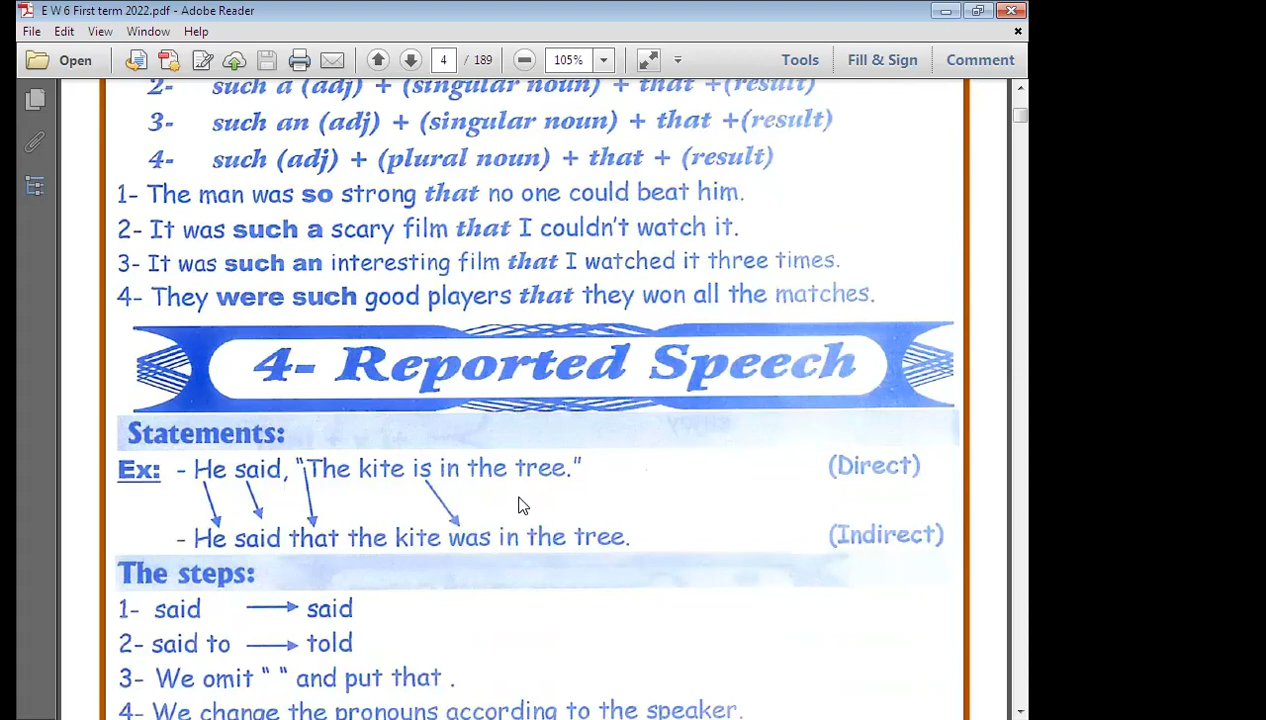 E W 6 First term 2022.pdf - Adobe Reader
File Edit View Window Help
Open 4 / 189 105% Tools Fill & Sign Comment
2- such a (adj) + (singular noun) + that +(result)
3- such an (adj) + (singular noun) + that +(result)
4- such (adj) + (plural noun) + that + (result)
1- The man was so strong that no one could beat him.
2- It was such a scary film that I couldn't watch it.
3- It was such an interesting film that I watched it three times.
4- They were such good players that they won all the matches.
4- Reported Speech
Statements:
Ex: - He said, "The kite is in the tree." (Direct)
- He said that the kite was in the tree. (Indirect)
The steps:
1- said → said
2- said to → told
3- We omit " " and put that .
4- We change the pronouns according to the speaker.